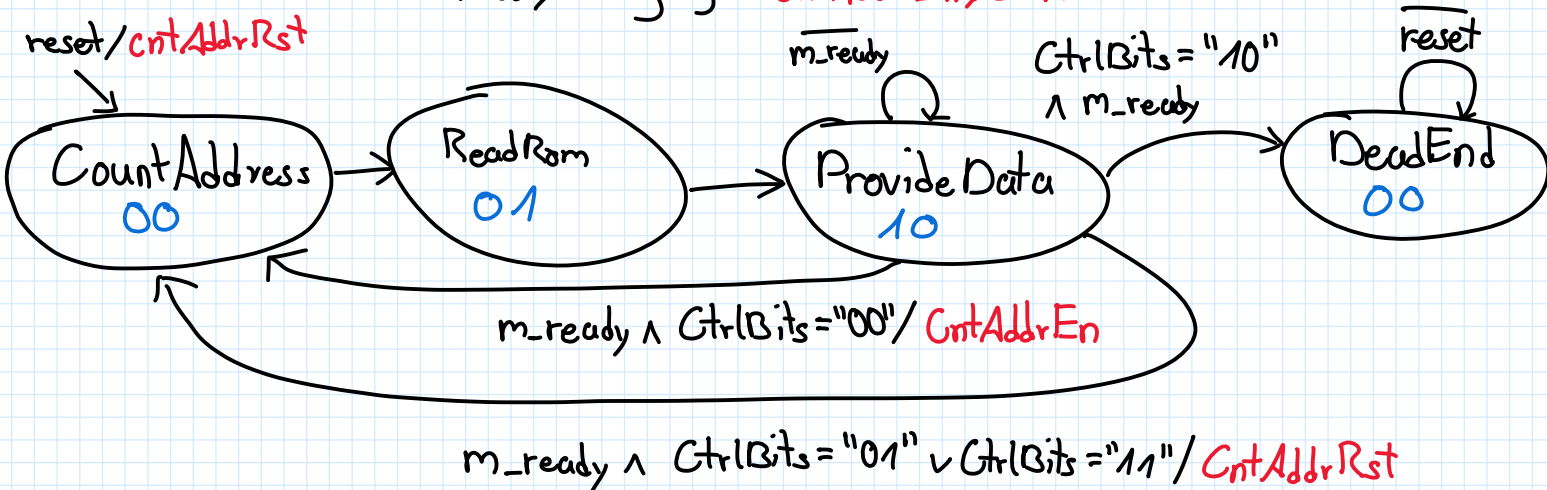 reset/cntAddrRst
m_ready
CtrlBits="10"
∧ m_ready
reset
CountAddress
00
ReadRom
01
ProvideData
10
DeadEnd
00
m_ready ∧ CtrlBits="00"/CntAddrEn
m_ready ∧ CtrlBits="01" ∨ CtrlBits="11"/CntAddrRst